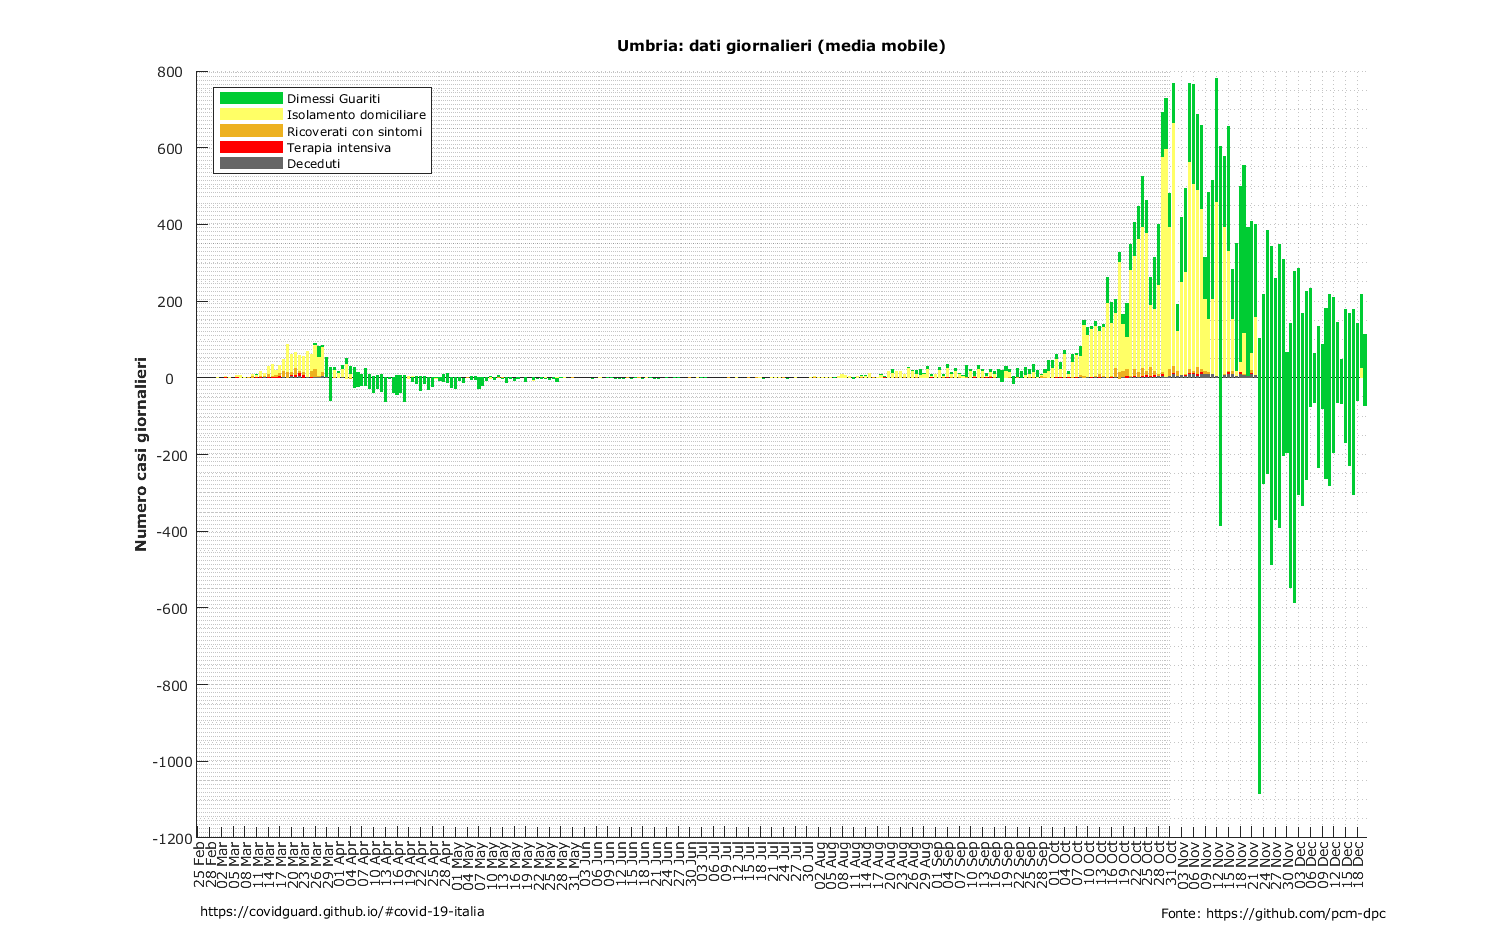 Umbria: dati giornalieri (media mobile)
800
600
400
200
0
-200
-400
-600
-800
-1000
-1200
Numero casi giornalieri
Dimessi Guariti
Isolamento domiciliare
Ricoverati con sintomi
Terapia intensiva
Deceduti
25 Feb
28 Feb
02 Mar
05 Mar
08 Mar
11 Mar
14 Mar
17 Mar
20 Mar
23 Mar
26 Mar
29 Mar
01 Apr
04 Apr
07 Apr
10 Apr
13 Apr
16 Apr
19 Apr
22 Apr
25 Apr
28 Apr
01 May
04 May
07 May
10 May
13 May
16 May
19 May
22 May
25 May
28 May
31 May
03 Jun
06 Jun
09 Jun
12 Jun
15 Jun
18 Jun
21 Jun
24 Jun
27 Jun
30 Jun
03 Jul
06 Jul
09 Jul
12 Jul
15 Jul
18 Jul
21 Jul
24 Jul
27 Jul
30 Jul
02 Aug
05 Aug
08 Aug
11 Aug
14 Aug
17 Aug
20 Aug
23 Aug
26 Aug
29 Aug
01 Sep
04 Sep
07 Sep
10 Sep
13 Sep
16 Sep
19 Sep
22 Sep
25 Sep
28 Sep
01 Oct
04 Oct
07 Oct
10 Oct
13 Oct
16 Oct
19 Oct
22 Oct
25 Oct
28 Oct
31 Oct
03 Nov
06 Nov
09 Nov
12 Nov
15 Nov
18 Nov
21 Nov
24 Nov
27 Nov
30 Nov
03 Dec
06 Dec
09 Dec
12 Dec
15 Dec
18 Dec
https://covidguard.github.io/#covid-19-italia
Fonte: https://github.com/pcm-dpc